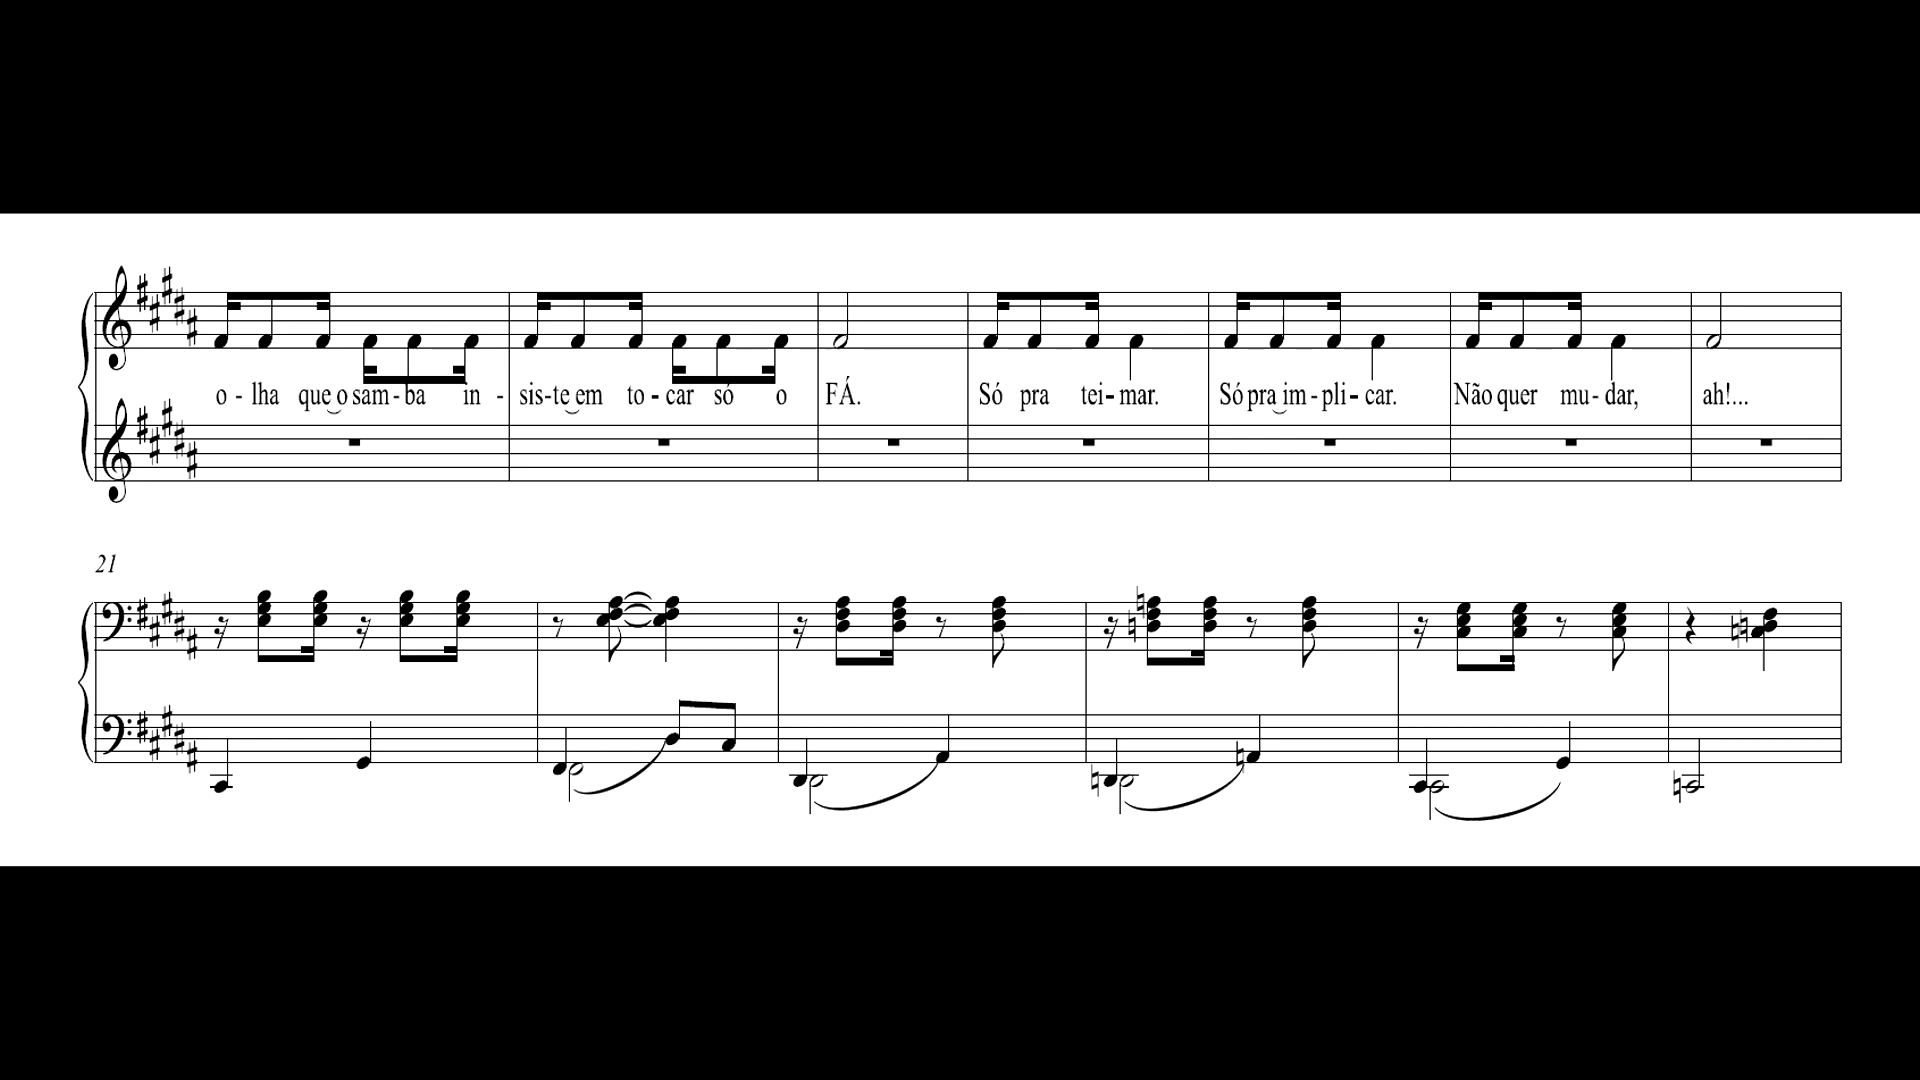 o - lha que o sam - ba in - sis - te em to - car só o FÁ. Só pra tei - mar. Só pra im - pli - car. Não quer mu - dar, ah!...
21